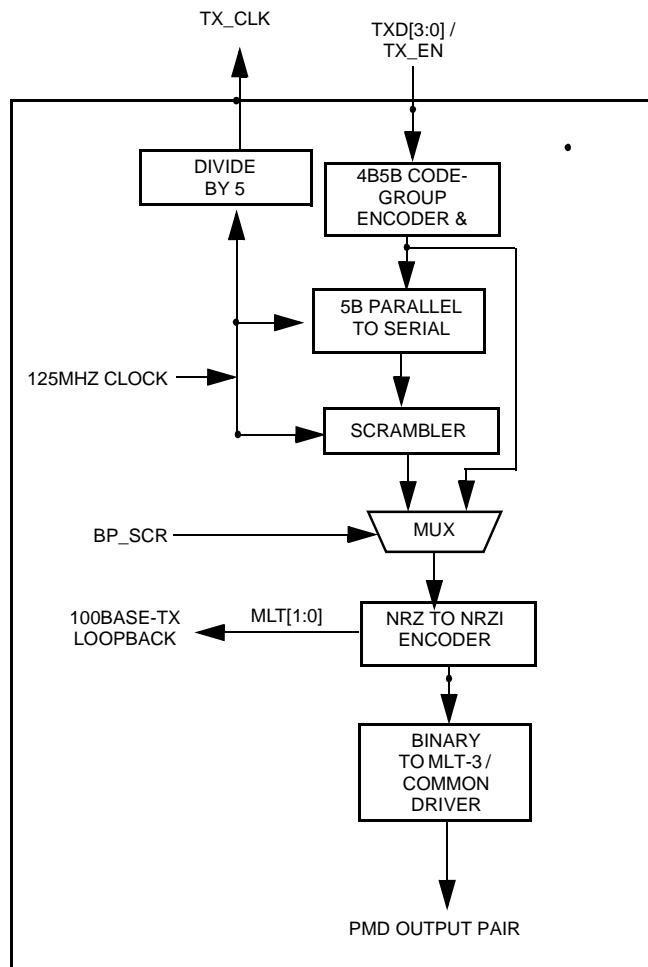 TX_CLK
TXD[3:0] /
TX_EN
DIVIDE
BY 5
4B5B CODE-
GROUP
ENCODER &
5B PARALLEL
TO SERIAL
125MHZ CLOCK
SCRAMBLER
BP_SCR
MUX
100BASE-TX
LOOPBACK
MLT[1:0]
NRZ TO NRZI
ENCODER
BINARY
TO MLT-3 /
COMMON
DRIVER
PMD OUTPUT PAIR